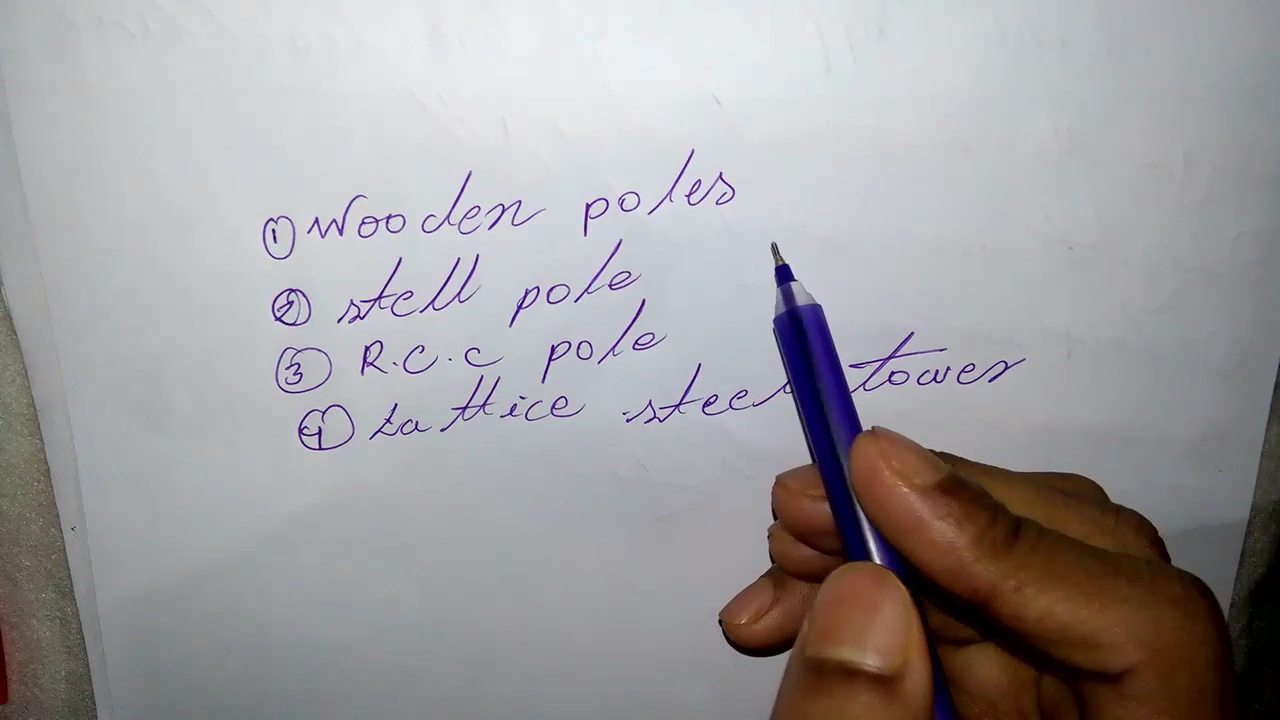 ① Wooden poles
② stell pole
③ R.C.C pole
④ Lattice steel tower